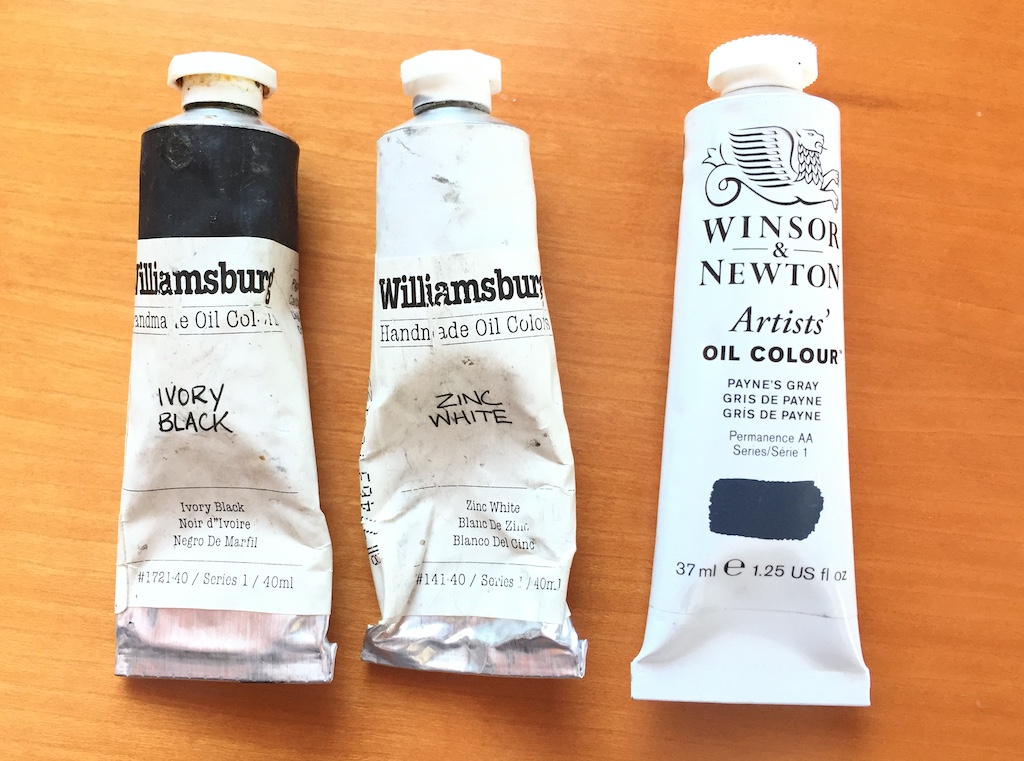 Williamsburg
Handmade Oil Colors
IVORY
BLACK
Ivory Black
Noir d"Ivoire
Negro De Marfil
#1721-40 / Series 1 / 40ml
Williamsburg
Handmade Oil Colors
ZINC
WHITE
Zinc White
Blanc De Zinc
Blanco Del Cinc
#141-40 / Series 1 / 40ml
WINSOR
&
NEWTON
Artists'
OIL COLOUR
PAYNE'S GRAY
GRIS DE PAYNE
GRÍS DE PAYNE
Permanence AA
Series/Série 1
37 ml ℮ 1.25 US fl oz